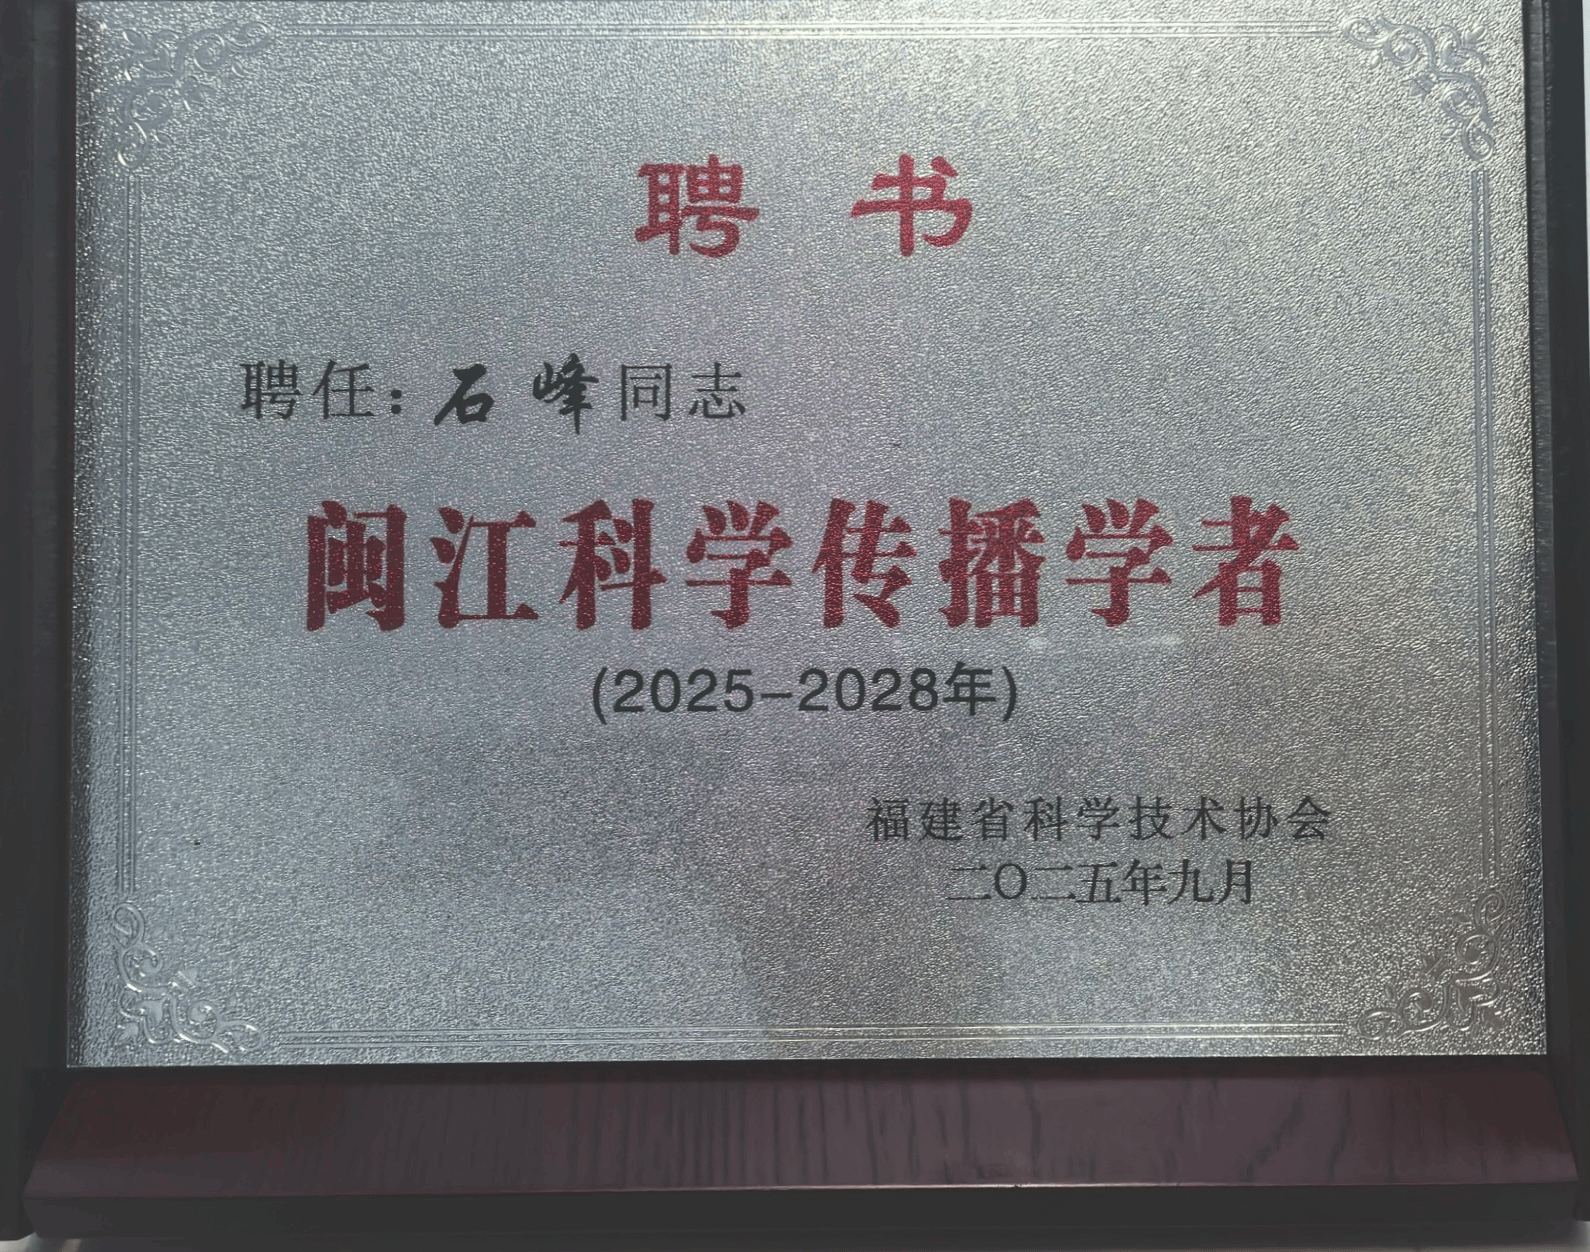 聘 书
聘任：石 峰同志
闽江科学传播学者
(2025-2028年)
福建省科学技术协会
二〇二五年九月